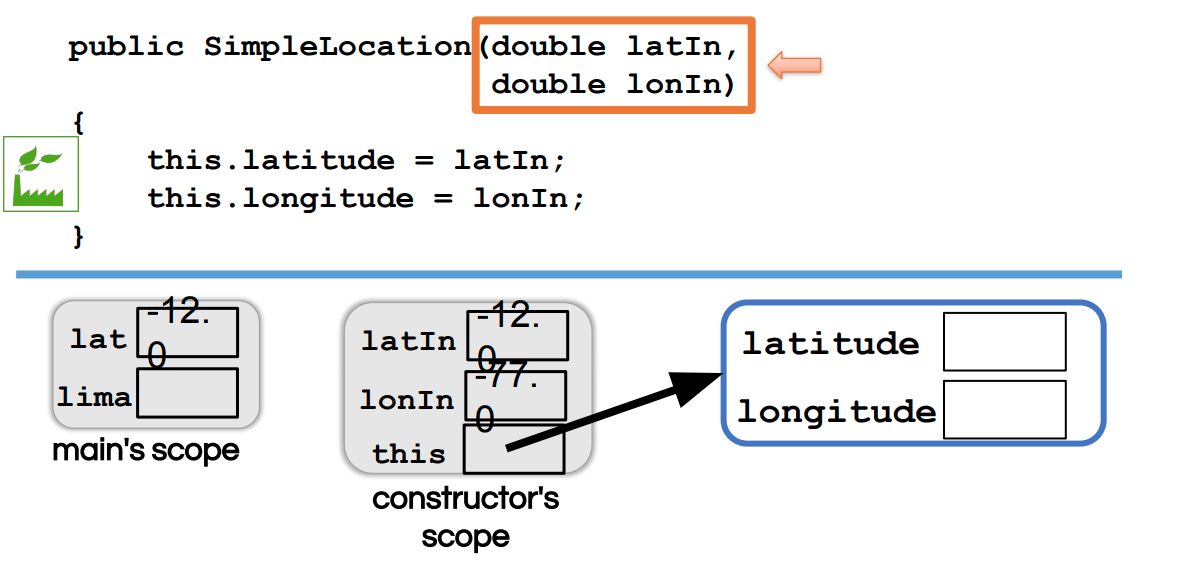 public SimpleLocation(double latIn,
double lonIn)
{
this.latitude = latIn;
this.longitude = lonIn;
}
lat
-12.
0
lima
main's scope
latIn
-12.
0
lonIn
-77.
0
this
constructor's
scope
latitude
longitude